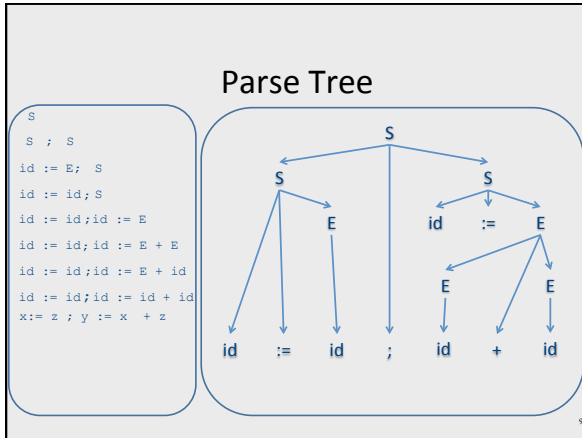 Parse Tree
S
S ; S
id := E; S
id := id;S
id := id;id := E
id := id;id := E + E
id := id;id := E + id
id := id;id := id + id
x:= z ; y := x + z
S
S S
E id := E
E E
id := id ; id + id